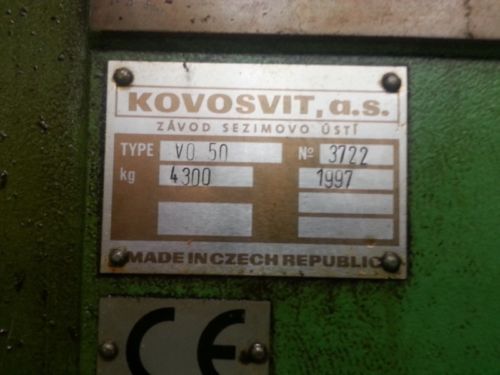 KOVOSVIT, a.s.
ZÁVOD SEZIMOVO ÚSTÍ
TYPE VO 50 Nº 3722
kg 4300 1997
MADE IN CZECH REPUBLIC
CE